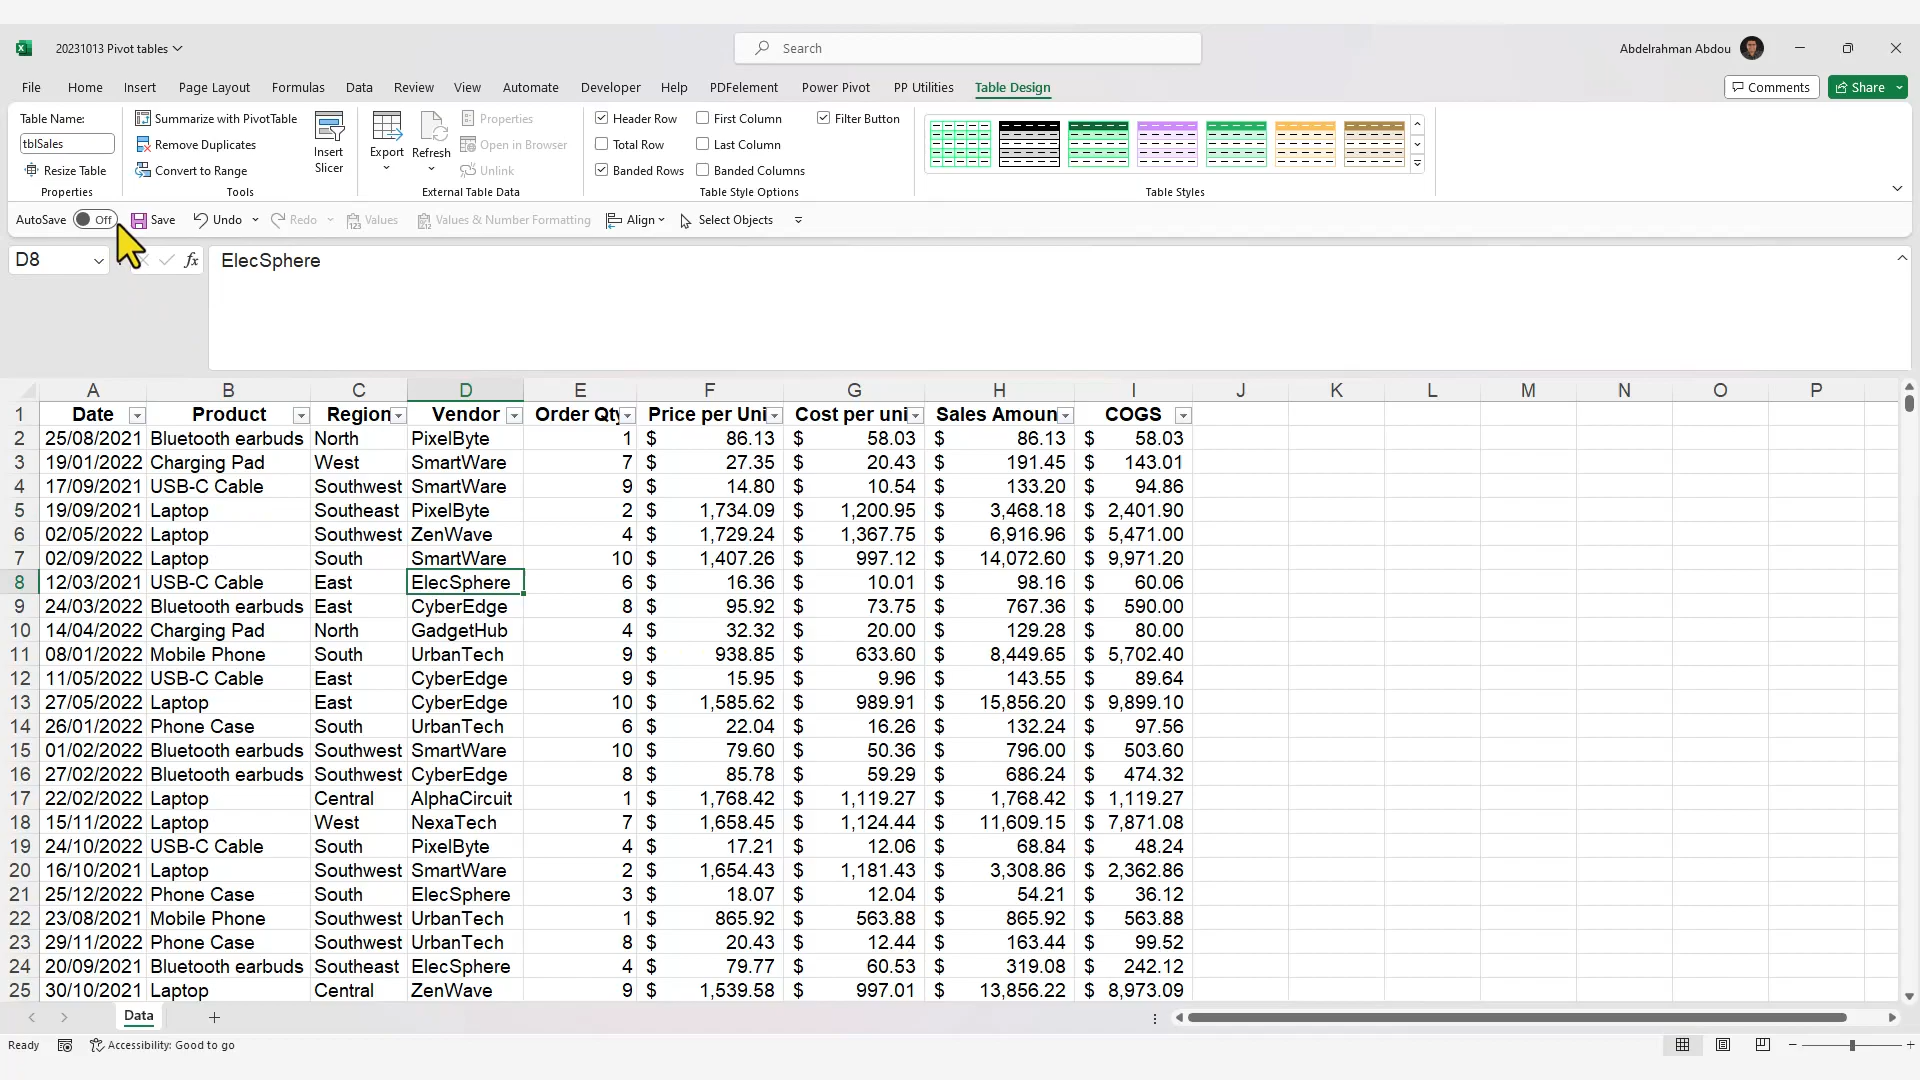 20231013 Pivot tables
Search
Abdelrahman Abdou
File Home Insert Page Layout Formulas Data Review View Automate Developer Help PDFelement Power Pivot PP Utilities Table Design
Comments Share
Table Name:
tblSales
Resize Table
Properties
Summarize with PivotTable
Remove Duplicates
Convert to Range
Tools
Insert
Slicer
Export Refresh
Properties
Open in Browser
Unlink
External Table Data
Header Row First Column Filter Button
Total Row Last Column
Banded Rows Banded Columns
Table Style Options
Table Styles
AutoSave Off Save Undo Redo Values Values & Number Formatting Align Select Objects
D8 fx ElecSphere
A B C D E F G H I J K L M N O P
1 Date Product Region Vendor Order Qty Price per Uni Cost per uni Sales Amoun COGS
2 25/08/2021 Bluetooth earbuds North PixelByte 1 $ 86.13 $ 58.03 $ 86.13 $ 58.03
3 19/01/2022 Charging Pad West SmartWare 7 $ 27.35 $ 20.43 $ 191.45 $ 143.01
4 17/09/2021 USB-C Cable Southwest SmartWare 9 $ 14.80 $ 10.54 $ 133.20 $ 94.86
5 19/09/2021 Laptop Southeast PixelByte 2 $ 1,734.09 $ 1,200.95 $ 3,468.18 $ 2,401.90
6 02/05/2022 Laptop Southwest ZenWave 4 $ 1,729.24 $ 1,367.75 $ 6,916.96 $ 5,471.00
7 02/09/2022 Laptop South SmartWare 10 $ 1,407.26 $ 997.12 $ 14,072.60 $ 9,971.20
8 12/03/2021 USB-C Cable East ElecSphere 6 $ 16.36 $ 10.01 $ 98.16 $ 60.06
9 24/03/2022 Bluetooth earbuds East CyberEdge 8 $ 95.92 $ 73.75 $ 767.36 $ 590.00
10 14/04/2022 Charging Pad North GadgetHub 4 $ 32.32 $ 20.00 $ 129.28 $ 80.00
11 08/01/2022 Mobile Phone South UrbanTech 9 $ 938.85 $ 633.60 $ 8,449.65 $ 5,702.40
12 11/05/2022 USB-C Cable East CyberEdge 9 $ 15.95 $ 9.96 $ 143.55 $ 89.64
13 27/05/2022 Laptop East CyberEdge 10 $ 1,585.62 $ 989.91 $ 15,856.20 $ 9,899.10
14 26/01/2022 Phone Case South UrbanTech 6 $ 22.04 $ 16.26 $ 132.24 $ 97.56
15 01/02/2022 Bluetooth earbuds Southwest SmartWare 10 $ 79.60 $ 50.36 $ 796.00 $ 503.60
16 27/02/2022 Bluetooth earbuds Southwest CyberEdge 8 $ 85.78 $ 59.29 $ 686.24 $ 474.32
17 22/02/2022 Laptop Central AlphaCircuit 1 $ 1,768.42 $ 1,119.27 $ 1,768.42 $ 1,119.27
18 15/11/2022 Laptop West NexaTech 7 $ 1,658.45 $ 1,124.44 $ 11,609.15 $ 7,871.08
19 24/10/2022 USB-C Cable South PixelByte 4 $ 17.21 $ 12.06 $ 68.84 $ 48.24
20 16/10/2021 Laptop Southwest SmartWare 2 $ 1,654.43 $ 1,181.43 $ 3,308.86 $ 2,362.86
21 25/12/2022 Phone Case South ElecSphere 3 $ 18.07 $ 12.04 $ 54.21 $ 36.12
22 23/08/2021 Mobile Phone Southwest UrbanTech 1 $ 865.92 $ 563.88 $ 865.92 $ 563.88
23 29/11/2022 Phone Case Southwest UrbanTech 8 $ 20.43 $ 12.44 $ 163.44 $ 99.52
24 20/09/2021 Bluetooth earbuds Southeast ElecSphere 4 $ 79.77 $ 60.53 $ 319.08 $ 242.12
25 30/10/2021 Laptop Central ZenWave 9 $ 1,539.58 $ 997.01 $ 13,856.22 $ 8,973.09
Data
Ready Accessibility: Good to go